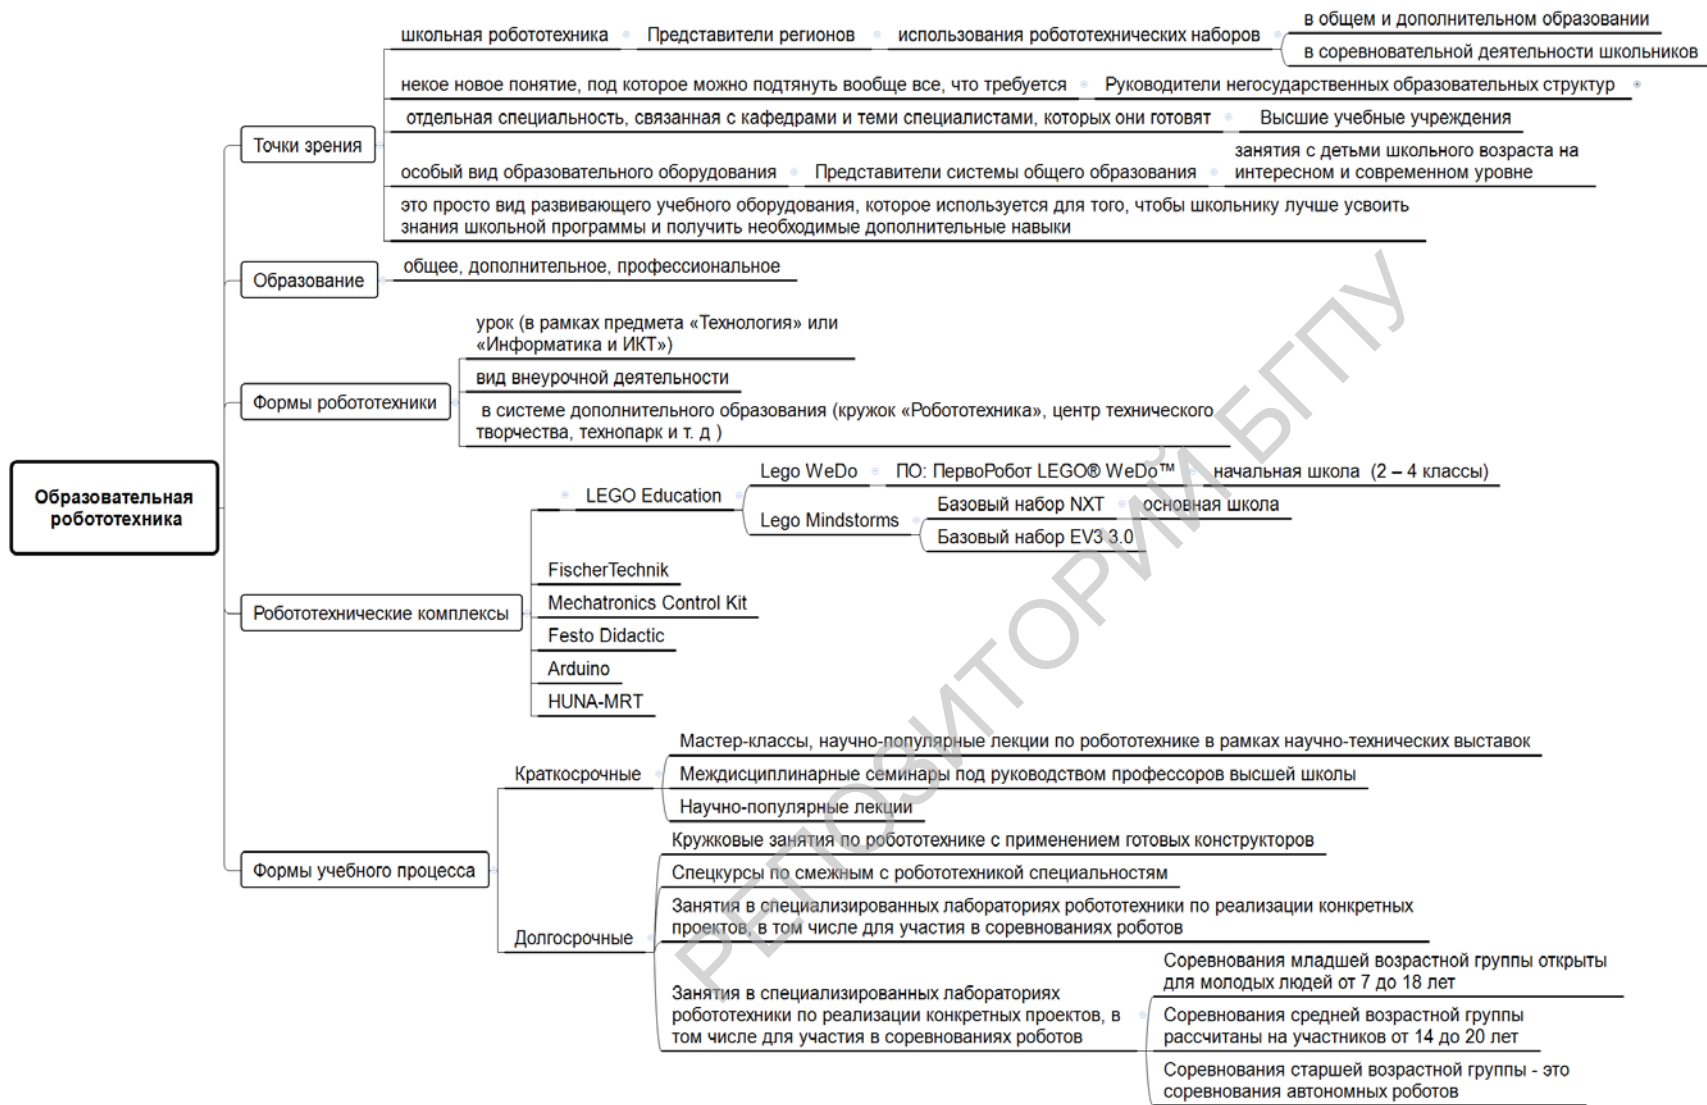 Образовательная
робототехника
Точки зрения
школьная робототехника
Представители регионов
использования робототехнических наборов
в общем и дополнительном образовании
в соревновательной деятельности школьников
некое новое понятие, под которое можно подтянуть вообще все, что требуется
Руководители негосударственных образовательных структур
отдельная специальность, связанная с кафедрами и теми специалистами, которых они готовят
Высшие учебные учреждения
особый вид образовательного оборудования
Представители системы общего образования
занятия с детьми школьного возраста на
интересном и современном уровне
это просто вид развивающего учебного оборудования, которое используется для того, чтобы школьнику лучше усвоить
знания школьной программы и получить необходимые дополнительные навыки
Образование
общее, дополнительное, профессиональное
Формы робототехники
урок (в рамках предмета «Технология» или
«Информатика и ИКТ»)
вид внеурочной деятельности
в системе дополнительного образования (кружок «Робототехника», центр технического
творчества, технопарк и т. д )
Робототехнические комплексы
LEGO Education
Lego WeDo
ПО: ПервоРобот LEGO® WeDo™
начальная школа (2 – 4 классы)
Lego Mindstorms
Базовый набор NXT
основная школа
Базовый набор EV3 3.0
FischerTechnik
Mechatronics Control Kit
Festo Didactic
Arduino
HUNA-MRT
Формы учебного процесса
Краткосрочные
Мастер-классы, научно-популярные лекции по робототехнике в рамках научно-технических выставок
Междисциплинарные семинары под руководством профессоров высшей школы
Научно-популярные лекции
Долгосрочные
Кружковые занятия по робототехнике с применением готовых конструкторов
Спецкурсы по смежным с робототехникой специальностям
Занятия в специализированных лабораториях робототехники по реализации конкретных
проектов, в том числе для участия в соревнованиях роботов
Занятия в специализированных лабораториях
робототехники по реализации конкретных проектов, в
том числе для участия в соревнованиях роботов
Соревнования младшей возрастной группы открыты
для молодых людей от 7 до 18 лет
Соревнования средней возрастной группы
рассчитаны на участников от 14 до 20 лет
Соревнования старшей возрастной группы - это
соревнования автономных роботов
РЕПОЗИТОРИЙ БГПУ